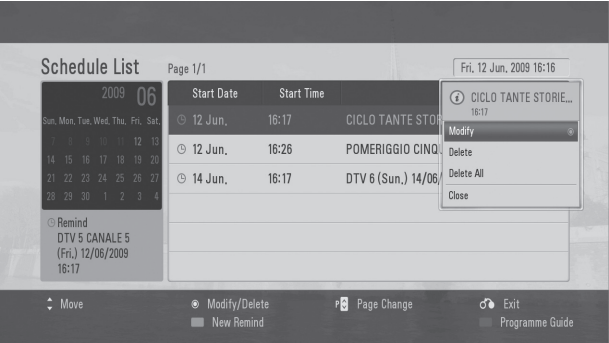 Schedule List
Page 1/1
Fri, 12 Jun, 2009 16:16
2009 06
Sun, Mon, Tue, Wed, Thu, Fri, Sat,
7 8 9 10 11 12 13
14 15 16 17 18 19 20
21 22 23 24 25 26 27
28 29 30 1 2 3 4
Remind
DTV 5 CANALE 5
(Fri,) 12/06/2009
16:17
Start Date Start Time
12 Jun, 16:17 CICLO TANTE STOR
12 Jun, 16:26 POMERIGGIO CINQ
14 Jun, 16:17 DTV 6 (Sun,) 14/06/
CICLO TANTE STORIE...
16:17
Modify
Delete
Delete All
Close
Move
Modify/Delete
P Page Change
Exit
New Remind
Programme Guide